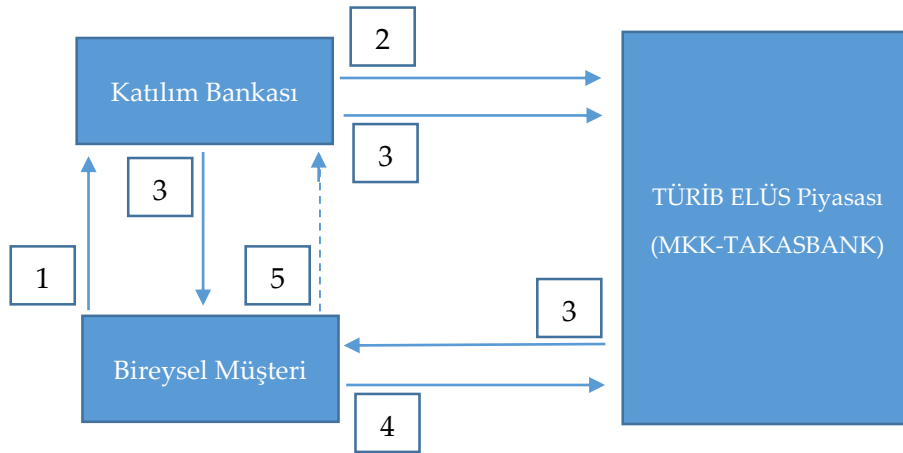 2
Katılım Bankası
3
3
TÜRİB ELÜS Piyasası
(MKK-TAKASBANK)
1
5
3
Bireysel Müşteri
4